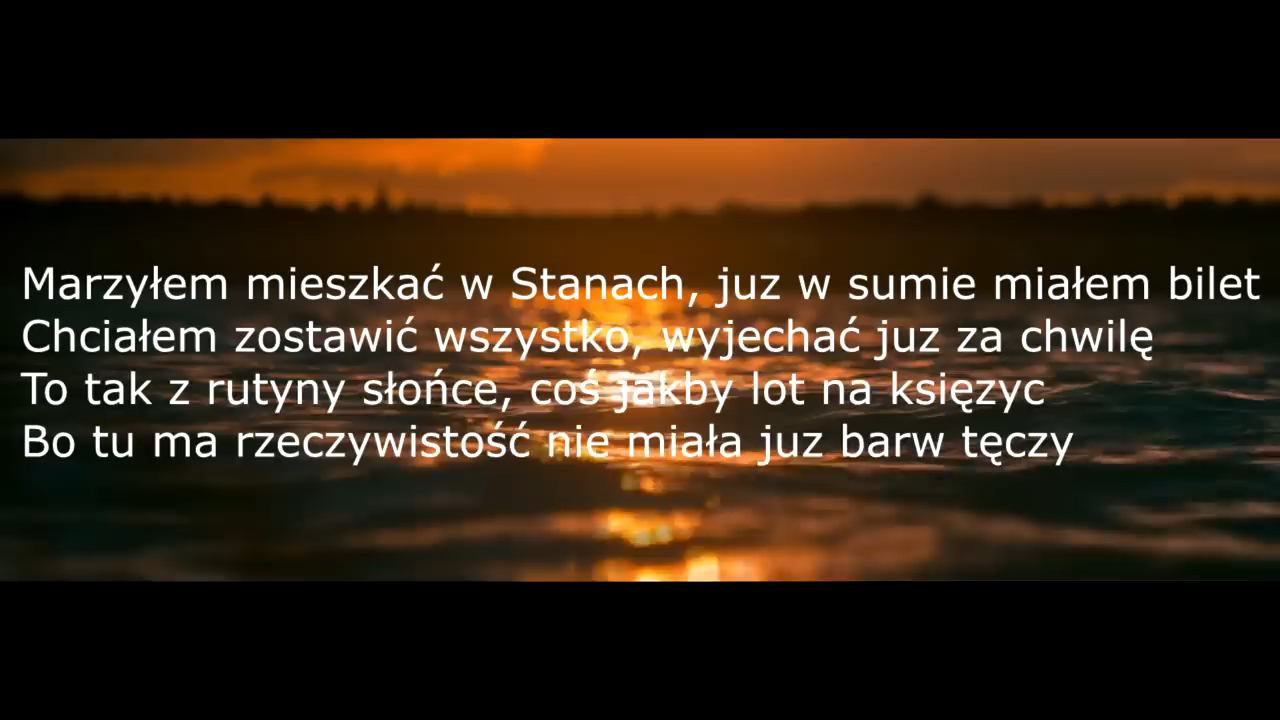 Marzyłem mieszkać w Stanach, juz w sumie miałem bilet
Chciałem zostawić wszystko, wyjechać juz za chwilę
To tak z rutyny słońce, coś jakby lot na księzyc
Bo tu ma rzeczywistość nie miała juz barw tęczy